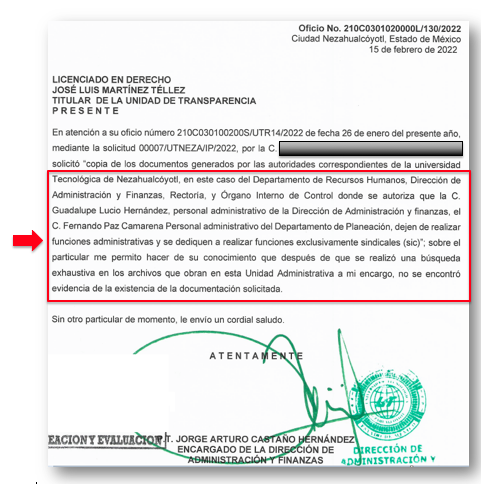 Oficio No. 210C0301020000L/130/2022
Ciudad Nezahualcóyotl, Estado de México
15 de febrero de 2022
LICENCIADO EN DERECHO
JOSÉ LUIS MARTÍNEZ TÉLLEZ
TITULAR DE LA UNIDAD DE TRANSPARENCIA
P R E S E N T E
En atención a su oficio número 210C030100200S/UTR14/2022 de fecha 26 de enero del presente año,
mediante la solicitud 00007/UTNEZA/IP/2022, por la C.
solicitó “copia de los documentos generados por las autoridades correspondientes de la universidad
Tecnológica de Nezahualcóyotl, en este caso del Departamento de Recursos Humanos, Dirección de
Administración y Finanzas, Rectoría, y Órgano Interno de Control donde se autoriza que la C.
Guadalupe Lucio Hernández, personal administrativo de la Dirección de Administración y finanzas, el
C. Fernando Paz Camarena Personal administrativo del Departamento de Planeación, dejen de realizar
funciones administrativas y se dediquen a realizar funciones exclusivamente sindicales (sic)”; sobre el
particular me permito hacer de su conocimiento que después de que se realizó una búsqueda
exhaustiva en los archivos que obran en esta Unidad Administrativa a mi encargo, no se encontró
evidencia de la existencia de la documentación solicitada.
Sin otro particular de momento, le envío un cordial saludo.
A T E N T A M E N T E
EACION Y EVALUACION
P.T. JORGE ARTURO CASTAÑO HERNÁNDEZ
ENCARGADO DE LA DIRECCIÓN DE
ADMINISTRACIÓN Y FINANZAS
DIRECCIÓN DE
ADMINISTRACIÓN Y